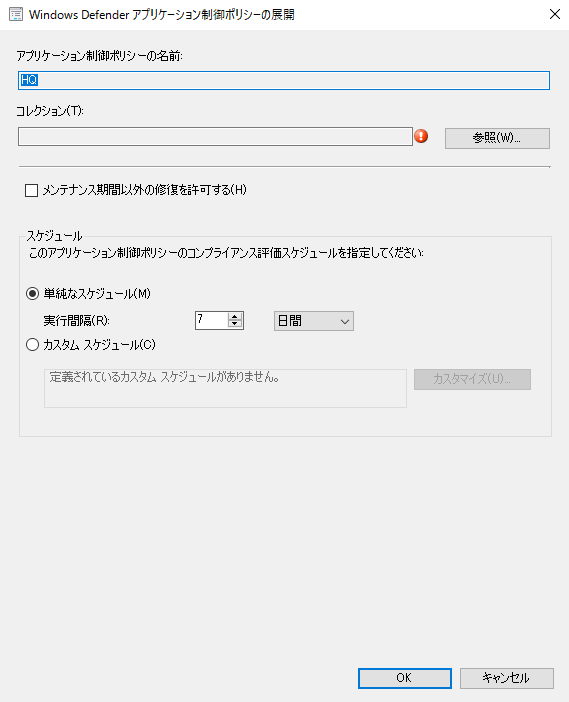 Windows Defender アプリケーション制御ポリシーの展開
アプリケーション制御ポリシーの名前:
HQ
コレクション(T):
参照(W)...
メンテナンス期間以外の修復を許可する(H)
スケジュール
このアプリケーション制御ポリシーのコンプライアンス評価スケジュールを指定してください:
単純なスケジュール(M)
実行間隔(R):
7
日間
カスタム スケジュール(C)
定義されているカスタム スケジュールがありません。
カスタマイズ(U)...
OK
キャンセル